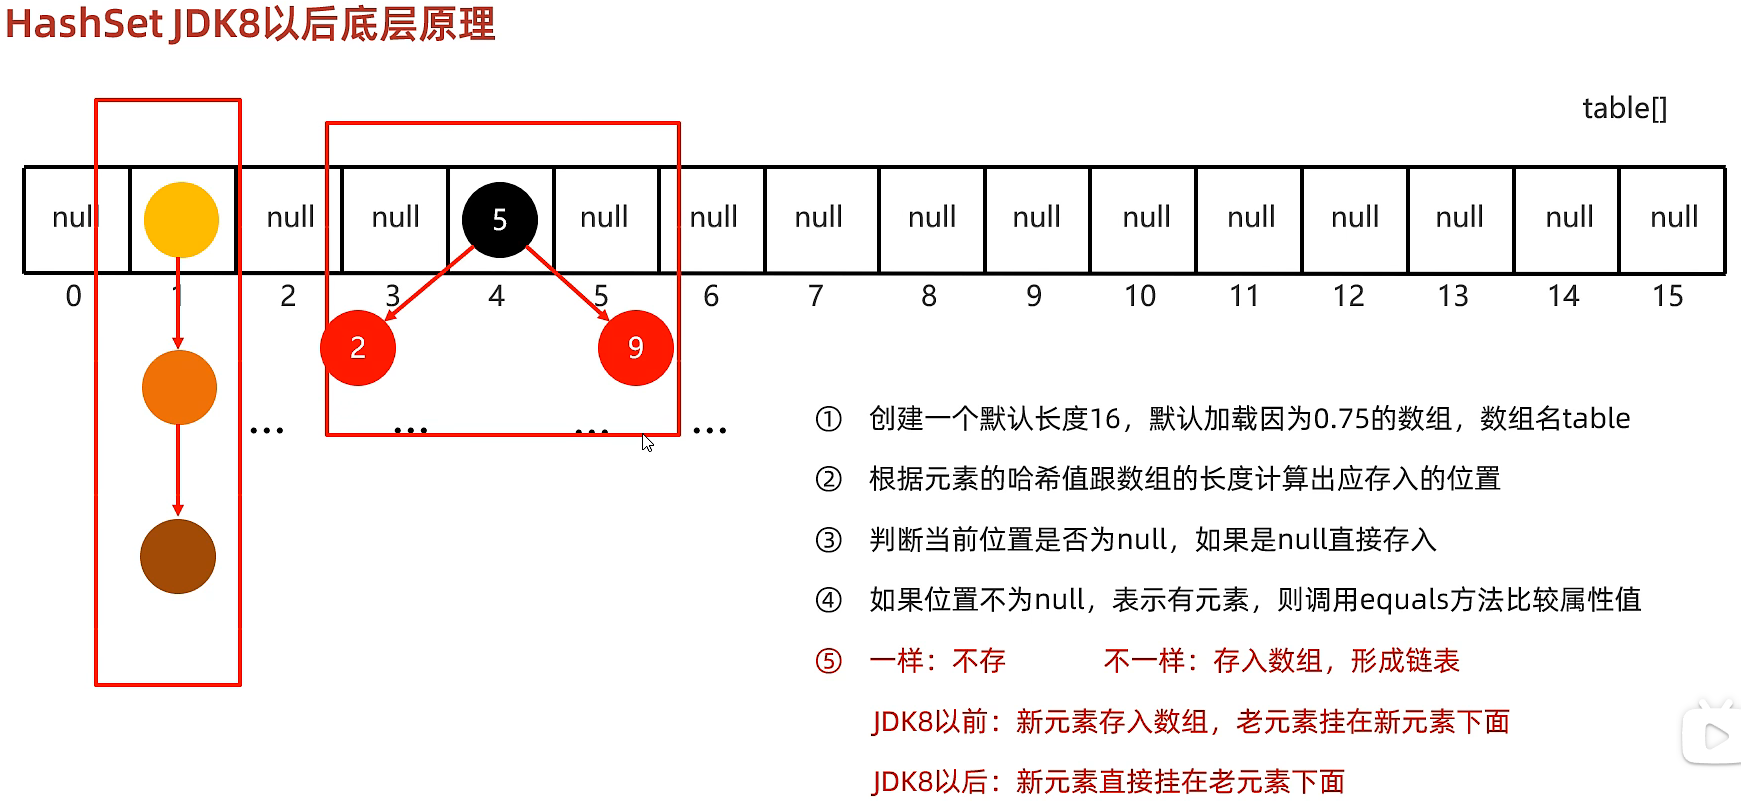 HashSet JDK8以后底层原理
table[]
null null null 5 null null null null null null null null null null null
0 1 2 3 4 5 6 7 8 9 10 11 12 13 14 15
2 9
... ... ... ...
① 创建一个默认长度16，默认加载因为0.75的数组，数组名table
② 根据元素的哈希值跟数组的长度计算出应存入的位置
③ 判断当前位置是否为null，如果是null直接存入
④ 如果位置不为null，表示有元素，则调用equals方法比较属性值
⑤ 一样：不存 不一样：存入数组，形成链表
JDK8以前：新元素存入数组，老元素挂在新元素下面
JDK8以后：新元素直接挂在老元素下面